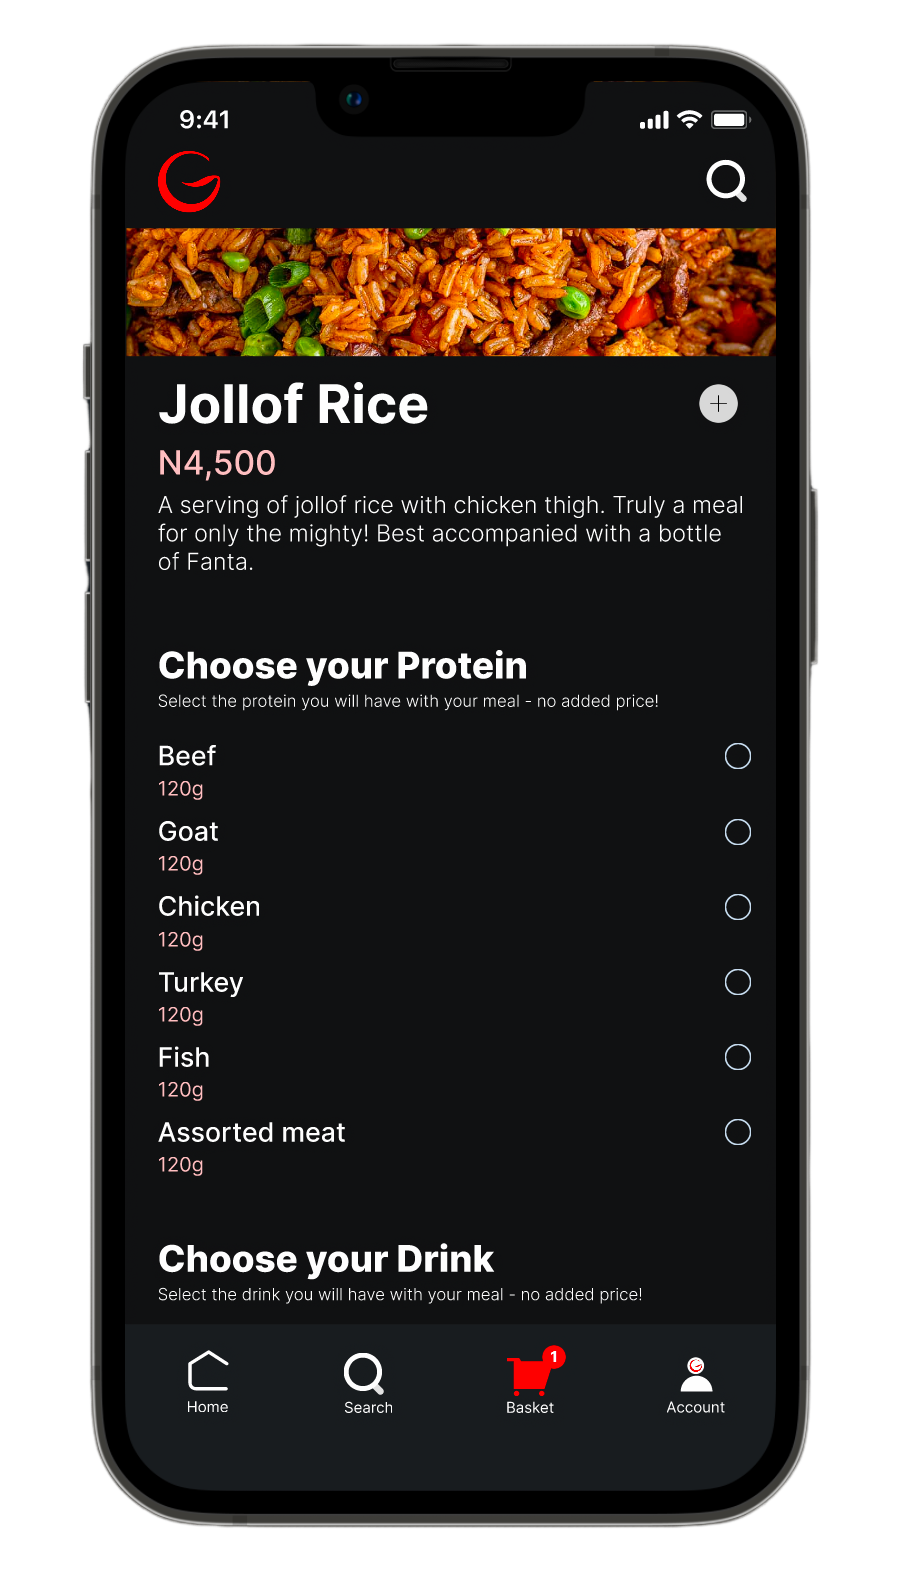 9:41
Jollof Rice
N4,500
A serving of jollof rice with chicken thigh. Truly a meal
for only the mighty! Best accompanied with a bottle
of Fanta.
Choose your Protein
Select the protein you will have with your meal - no added price!
Beef
120g
Goat
120g
Chicken
120g
Turkey
120g
Fish
120g
Assorted meat
120g
Choose your Drink
Select the drink you will have with your meal - no added price!
1
Home
Search
Basket
Account